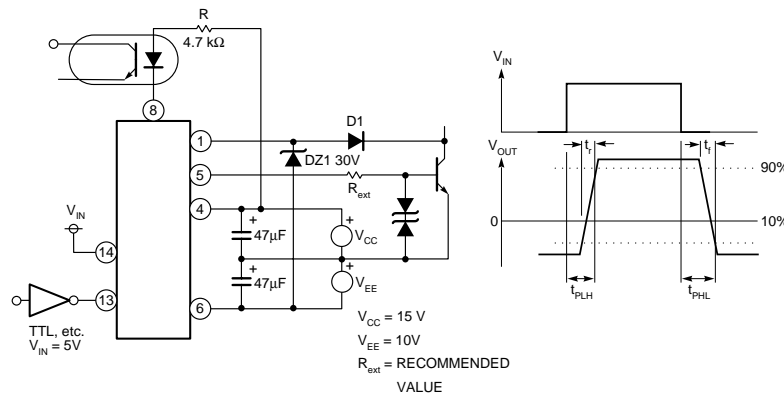 R
4.7 kΩ
8
1
D1
DZ1 30V
5
R_ext
4
V_IN
14
+
47µF
+
V_CC
+
47µF
+
V_EE
13
6
TTL, etc.
V_IN = 5V
V_CC = 15 V
V_EE = 10V
R_ext = RECOMMENDED
VALUE
V_IN
V_OUT
t_r
t_f
90%
0
10%
t_PLH
t_PHL